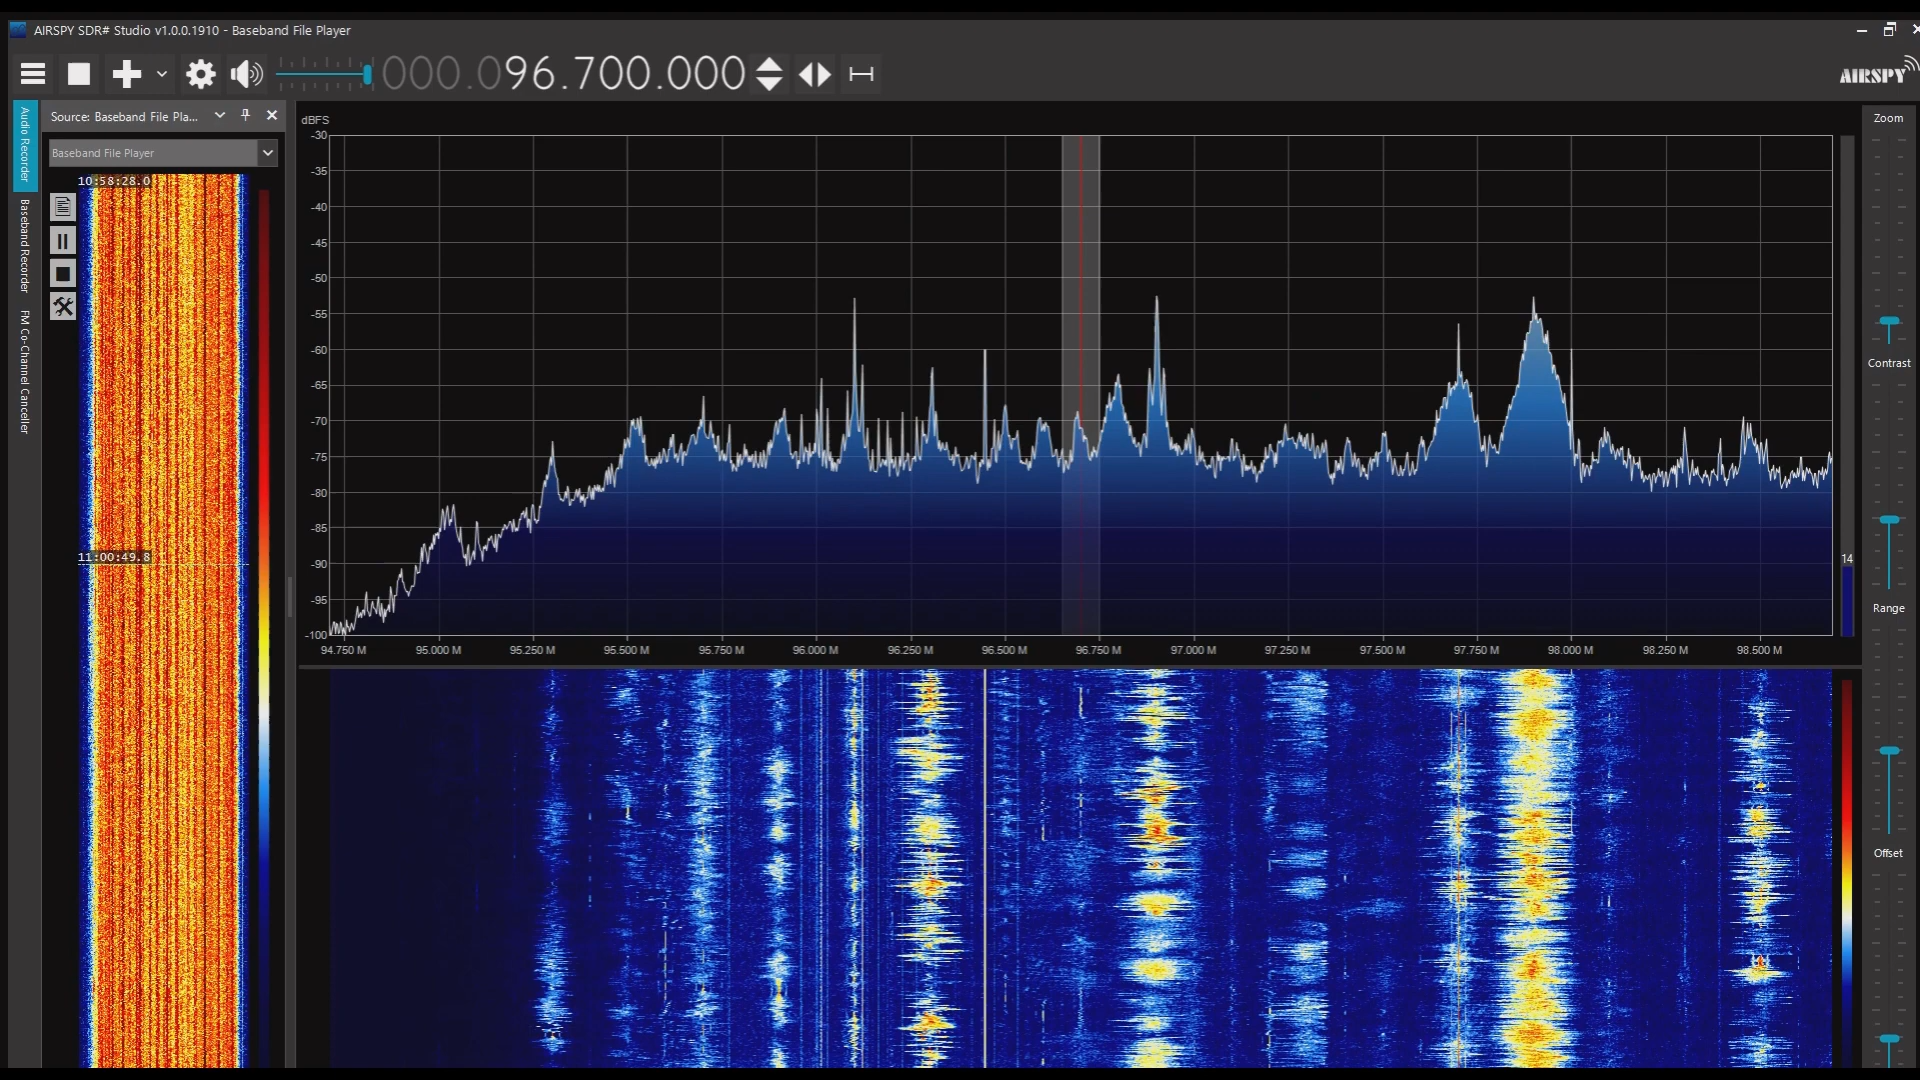 AIRSPY SDR# Studio v1.0.0.1910 - Baseband File Player
000.096.700.000
AIRSPY
Audio Recorder
Baseband Recorder
FM Co-Channel Canceller
Source: Baseband File Pla...
Baseband File Player
10:58:28.0
11:00:49.8
dBFS
-30
-35
-40
-45
-50
-55
-60
-65
-70
-75
-80
-85
-90
-95
-100
94.750 M 95.000 M 95.250 M 95.500 M 95.750 M 96.000 M 96.250 M 96.500 M 96.750 M 97.000 M 97.250 M 97.500 M 97.750 M 98.000 M 98.250 M 98.500 M
14
Zoom
Contrast
Range
Offset